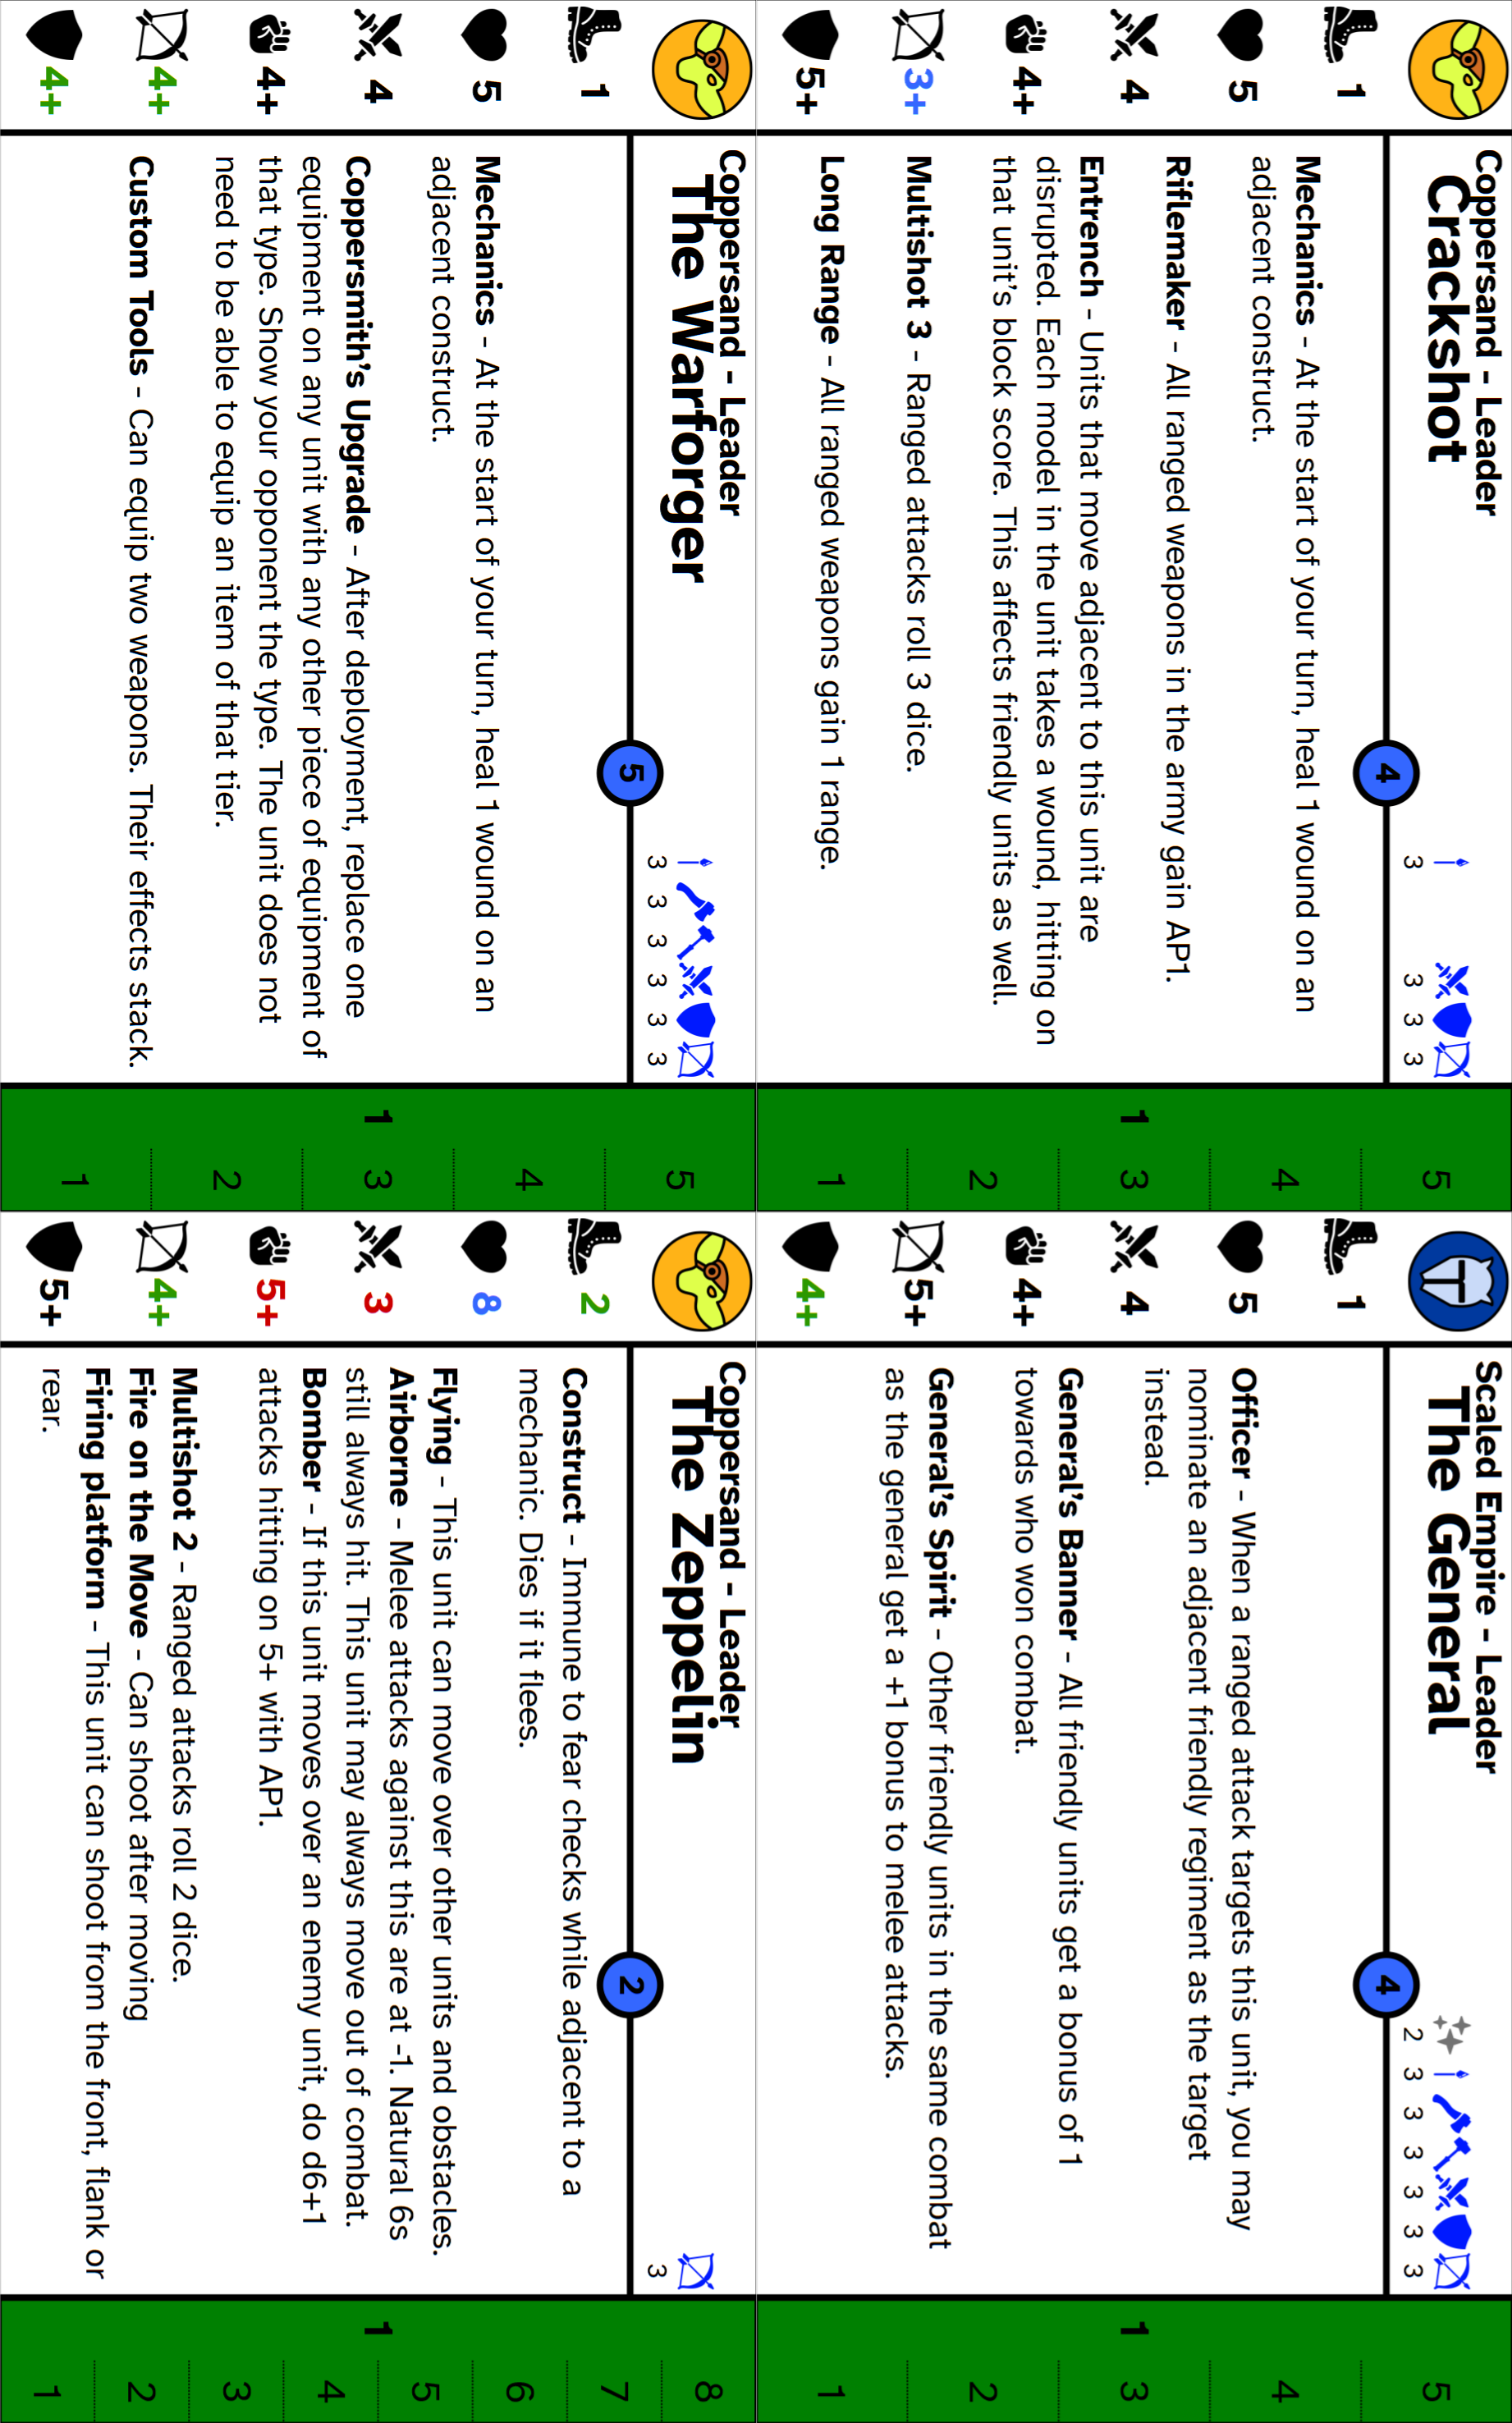 Coppersand - Leader
Crackshot
4
3 3 3 3
1
5
4
4+
3+
5+
Mechanics - At the start of your turn, heal 1 wound on an
adjacent construct.
Riflemaker - All ranged weapons in the army gain AP1.
Entrench - Units that move adjacent to this unit are
disrupted. Each model in the unit takes a wound, hitting on
that unit's block score. This affects friendly units as well.
Multishot 3 - Ranged attacks roll 3 dice.
Long Range - All ranged weapons gain 1 range.
1
5
4
3
2
1
Scaled Empire - Leader
The General
4
2 3 3 3 3 3 3
1
5
4
4+
5+
4+
Officer - When a ranged attack targets this unit, you may
nominate an adjacent friendly regiment as the target
instead.
General's Banner - All friendly units get a bonus of 1
towards who won combat.
General's Spirit - Other friendly units in the same combat
as the general get a +1 bonus to melee attacks.
1
5
4
3
2
1
Coppersand - Leader
The Warforger
5
3 3 3 3 3 3
1
5
4
4+
4+
4+
Mechanics - At the start of your turn, heal 1 wound on an
adjacent construct.
Coppersmith's Upgrade - After deployment, replace one
equipment on any unit with any other piece of equipment of
that type. Show your opponent the type. The unit does not
need to be able to equip an item of that tier.
Custom Tools - Can equip two weapons. Their effects stack.
1
5
4
3
2
1
Coppersand - Leader
The Zeppelin
2
3
2
8
3
5+
4+
5+
Construct - Immune to fear checks while adjacent to a
mechanic. Dies if it flees.
Flying - This unit can move over other units and obstacles.
Airborne - Melee attacks against this are at -1. Natural 6s
still always hit. This unit may always move out of combat.
Bomber - If this unit moves over an enemy unit, do d6+1
attacks hitting on 5+ with AP1.
Multishot 2 - Ranged attacks roll 2 dice.
Fire on the Move - Can shoot after moving
Firing platform - This unit can shoot from the front, flank or
rear.
1
8
7
6
5
4
3
2
1